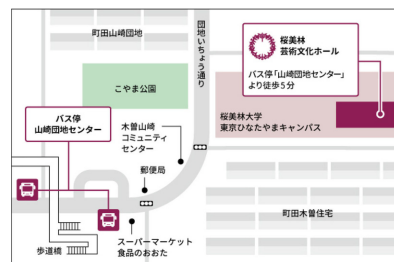 町田山崎団地
団地いちょう通り
桜美林
芸術文化ホール
バス停「山崎団地センター」
より徒歩5分
こやま公園
バス停
山崎団地センター
木曽山崎
コミュニティ
センター
桜美林大学
東京ひなたやまキャンパス
郵便局
町田木曽住宅
スーパーマーケット
食品のおおた
歩道橋